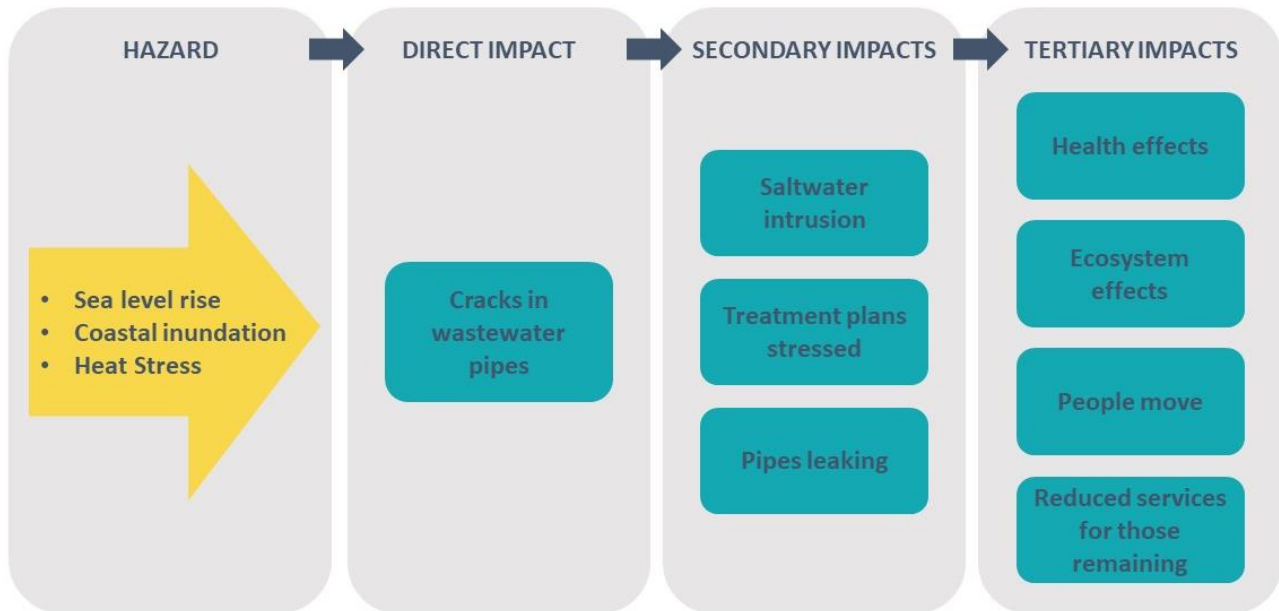 HAZARD
DIRECT IMPACT
SECONDARY IMPACTS
TERTIARY IMPACTS
• Sea level rise
• Coastal inundation
• Heat Stress
Cracks in
wastewater
pipes
Saltwater
intrusion
Treatment plans
stressed
Pipes leaking
Health effects
Ecosystem
effects
People move
Reduced services
for those
remaining